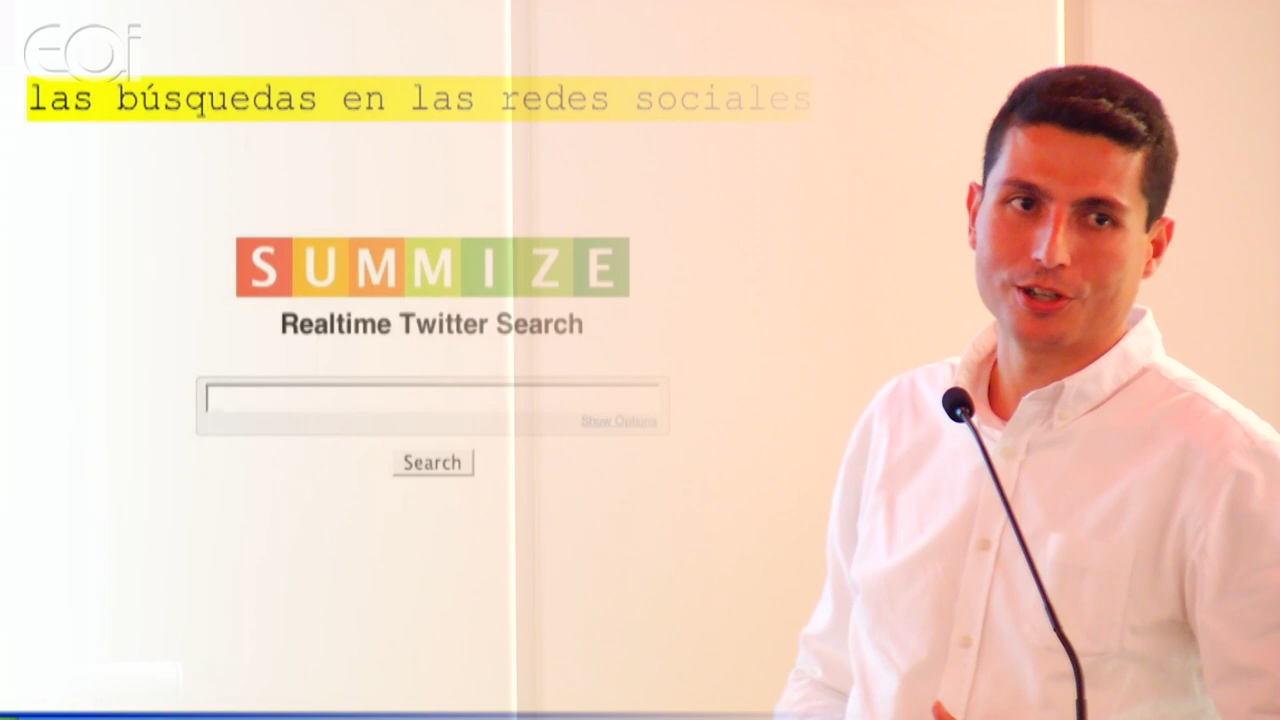 eoi
las búsquedas en las redes sociales
SUMMIZE
Realtime Twitter Search
Show Options
Search